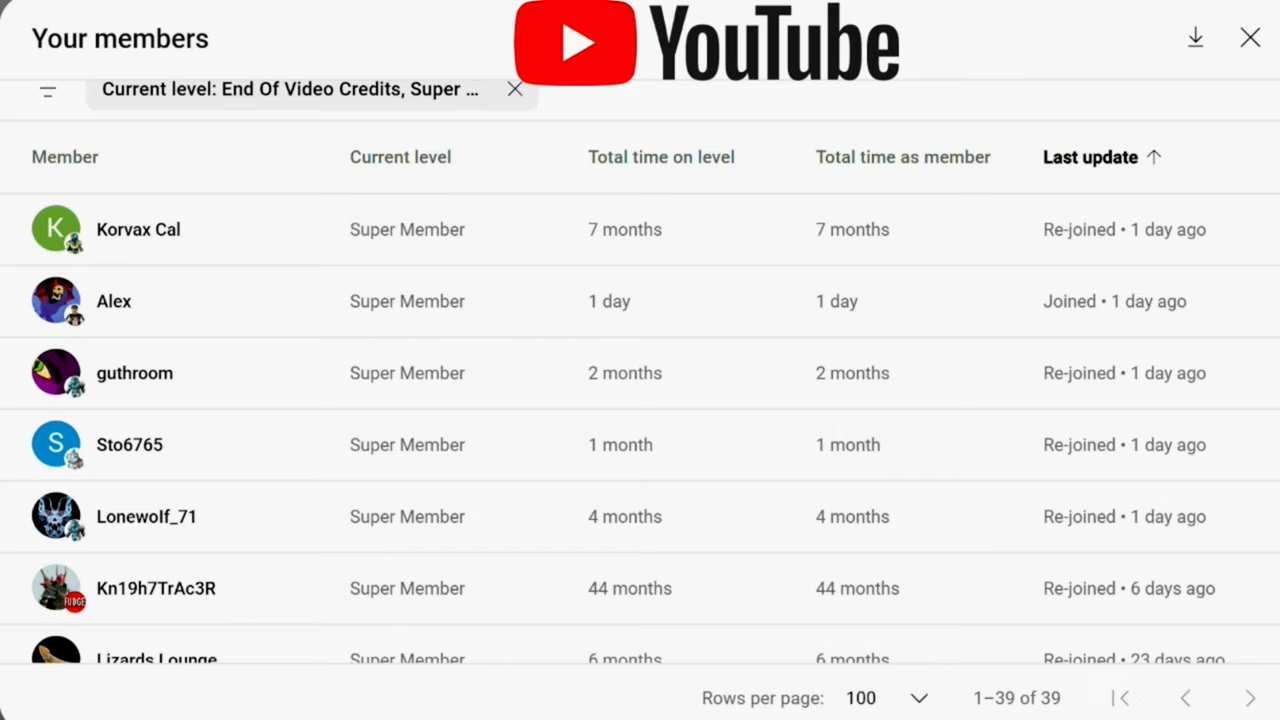 Your members
YouTube
Current level: End Of Video Credits, Super ...
Member Current level Total time on level Total time as member Last update
K Korvax Cal Super Member 7 months 7 months Re-joined • 1 day ago
Alex Super Member 1 day 1 day Joined • 1 day ago
guthroom Super Member 2 months 2 months Re-joined • 1 day ago
S Sto6765 Super Member 1 month 1 month Re-joined • 1 day ago
Lonewolf_71 Super Member 4 months 4 months Re-joined • 1 day ago
FUDGE Kn19h7TrAc3R Super Member 44 months 44 months Re-joined • 6 days ago
Lizards Lounge Super Member 6 months 6 months Re-joined • 23 days ago
Rows per page: 100 1–39 of 39